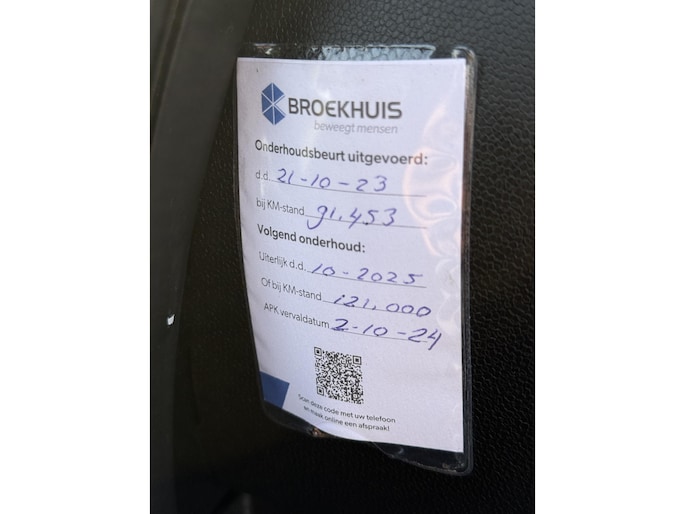 BROEKHUIS
beweegt mensen
Onderhoudsbeurt uitgevoerd:
d.d. 21-10-23
bij KM-stand 91.453
Volgend onderhoud:
Uiterlijk d.d. 10-2025
Of bij KM-stand 121.000
APK vervaldatum 2-10-24
Scan deze code met uw telefoon
en maak online een afspraak!